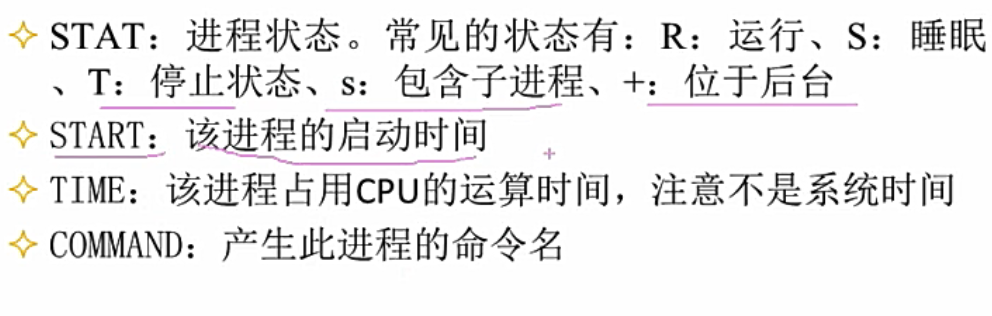 STAT：进程状态。常见的状态有：R：运行、S：睡眠
、T：停止状态、s：包含子进程、+：位于后台
START：该进程的启动时间
TIME：该进程占用CPU的运算时间，注意不是系统时间
COMMAND：产生此进程的命令名